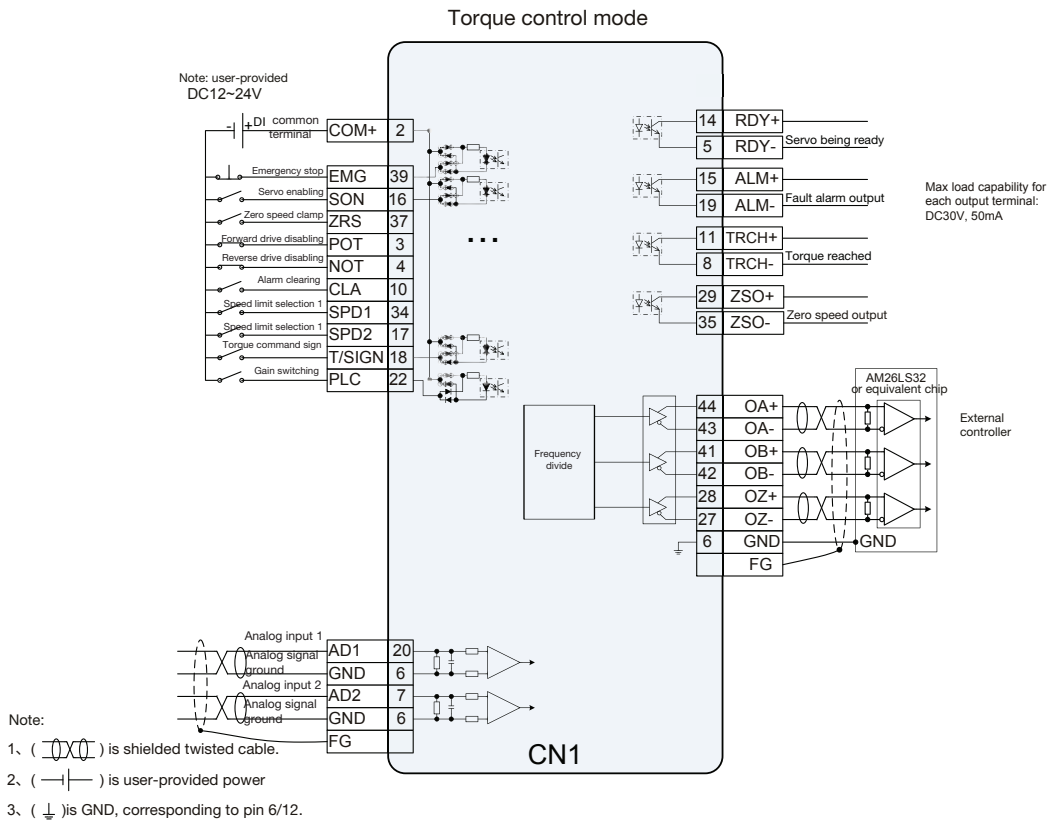 Torque control mode
Note: user-provided
DC12~24V
- + DI common
terminal
COM+ 2
Emergency stop EMG 39
Servo enabling SON 16
Zero speed clamp ZRS 37
Forward drive disabling POT 3
Reverse drive disabling NOT 4
Alarm clearing CLA 10
Speed limit selection 1 SPD1 34
Speed limit selection 1 SPD2 17
Torque command sign T/SIGN 18
Gain switching PLC 22
...
14 RDY+
5 RDY- Servo being ready
15 ALM+
19 ALM- Fault alarm output
11 TRCH+
8 TRCH- Torque reached
29 ZSO+
35 ZSO- Zero speed output
Max load capability for
each output terminal:
DC30V, 50mA
AM26LS32
or equivalent chip
Frequency
divide
44 OA+
43 OA-
41 OB+
42 OB-
28 OZ+
27 OZ-
6 GND GND
FG
External
controller
Analog input 1 AD1 20
Analog signal
ground GND 6
Analog input 2 AD2 7
Analog signal
ground GND 6
FG
CN1
Note:
1、( ) is shielded twisted cable.
2、( ) is user-provided power
3、( )is GND, corresponding to pin 6/12.